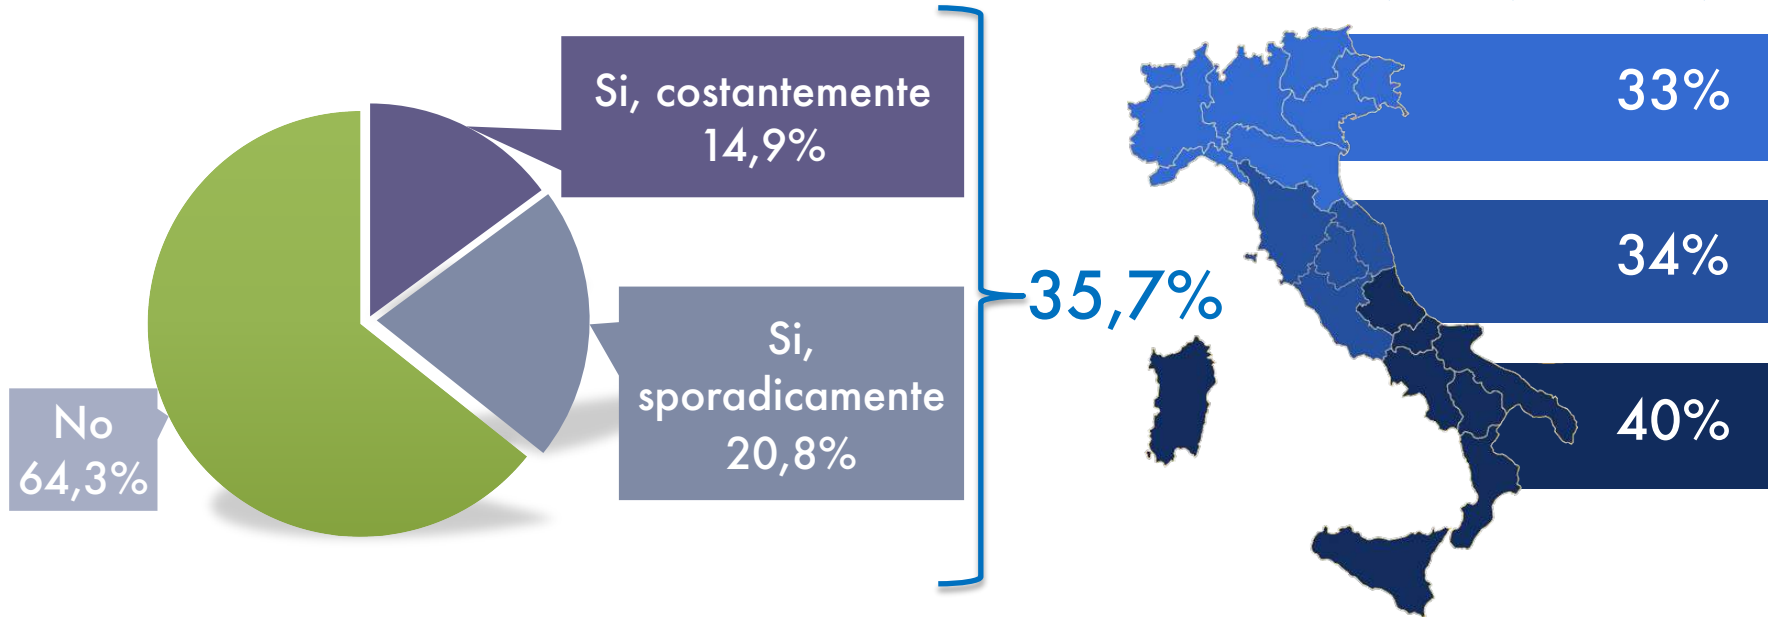 Si, costantemente
14,9%
Si,
sporadicamente
20,8%
No
64,3%
35,7%
33%
34%
40%